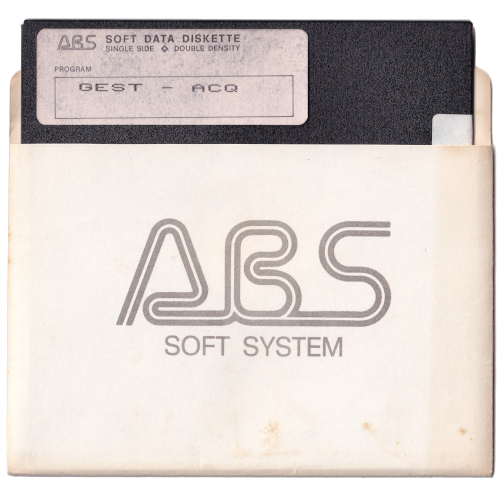 ABS SOFT DATA DISKETTE
SINGLE SIDE ❖ DOUBLE DENSITY
PROGRAM
GEST - ACQ
ABS
SOFT SYSTEM